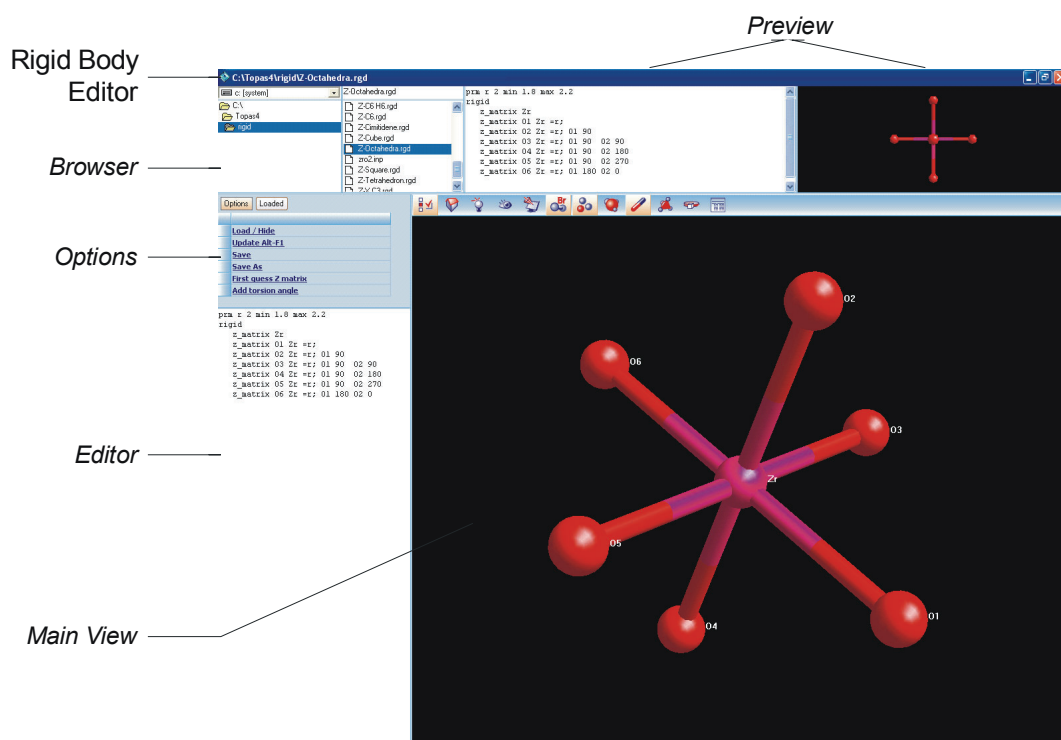 Preview
Rigid Body
Editor
C:\Topas4\rigid\Z-Octahedra.rgd
c: [system]
C:\
Topas4
rigid
Z-Octahedra.rgd
Z-C6 H6.rgd
Z-C6.rgd
Z-Cimitidene.rgd
Z-Cube.rgd
Z-Octahedra.rgd
zro2.inp
Z-Square.rgd
Z-Tetrahedron.rgd
Z-V C3.rgd
prm r 2 min 1.8 max 2.2
rigid
z_matrix Zr
z_matrix O1 Zr =r;
z_matrix O2 Zr =r; O1 90
z_matrix O3 Zr =r; O1 90 O2 90
z_matrix O4 Zr =r; O1 90 O2 180
z_matrix O5 Zr =r; O1 90 O2 270
z_matrix O6 Zr =r; O1 180 O2 0
Browser
Options Loaded
Br
Options
Load / Hide
Update Alt-F1
Save
Save As
First guess Z matrix
Add torsion angle
prm r 2 min 1.8 max 2.2
rigid
z_matrix Zr
z_matrix O1 Zr =r;
z_matrix O2 Zr =r; O1 90
z_matrix O3 Zr =r; O1 90 O2 90
z_matrix O4 Zr =r; O1 90 O2 180
z_matrix O5 Zr =r; O1 90 O2 270
z_matrix O6 Zr =r; O1 180 O2 0
Editor
Main View
O2
O6
O3
Zr
O5
O1
O4